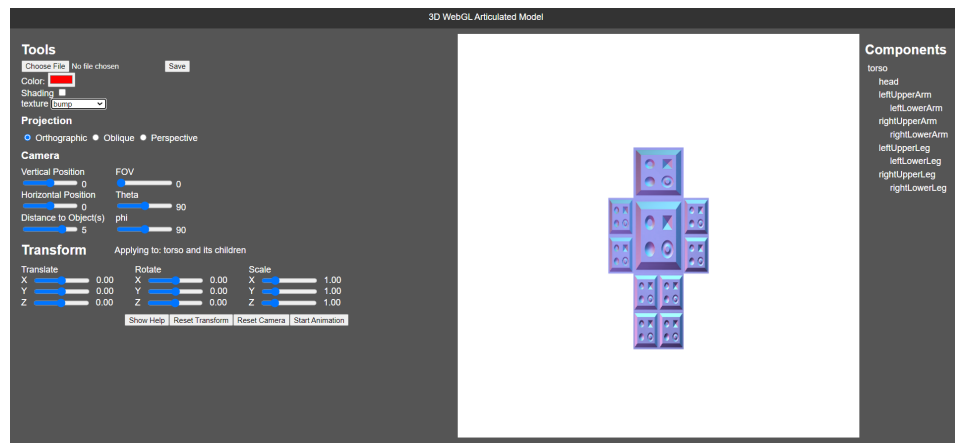 3D WebGL Articulated Model
Tools
Choose File No file chosen Save
Color:
Shading
texture bump
Projection
Orthographic Oblique Perspective
Camera
Vertical Position FOV
0 0
Horizontal Position Theta
0 90
Distance to Object(s) phi
5 90
Transform Applying to: torso and its children
Translate Rotate Scale
X 0.00 X 0.00 X 1.00
Y 0.00 Y 0.00 Y 1.00
Z 0.00 Z 0.00 Z 1.00
Show Help Reset Transform Reset Camera Start Animation
Components
torso
head
leftUpperArm
leftLowerArm
rightUpperArm
rightLowerArm
leftUpperLeg
leftLowerLeg
rightUpperLeg
rightLowerLeg